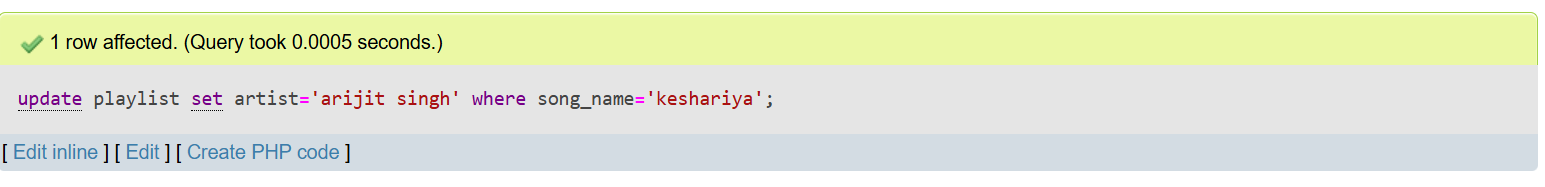 1 row affected. (Query took 0.0005 seconds.)
update playlist set artist='arijit singh' where song_name='keshariya';
[ Edit inline ] [ Edit ] [ Create PHP code ]